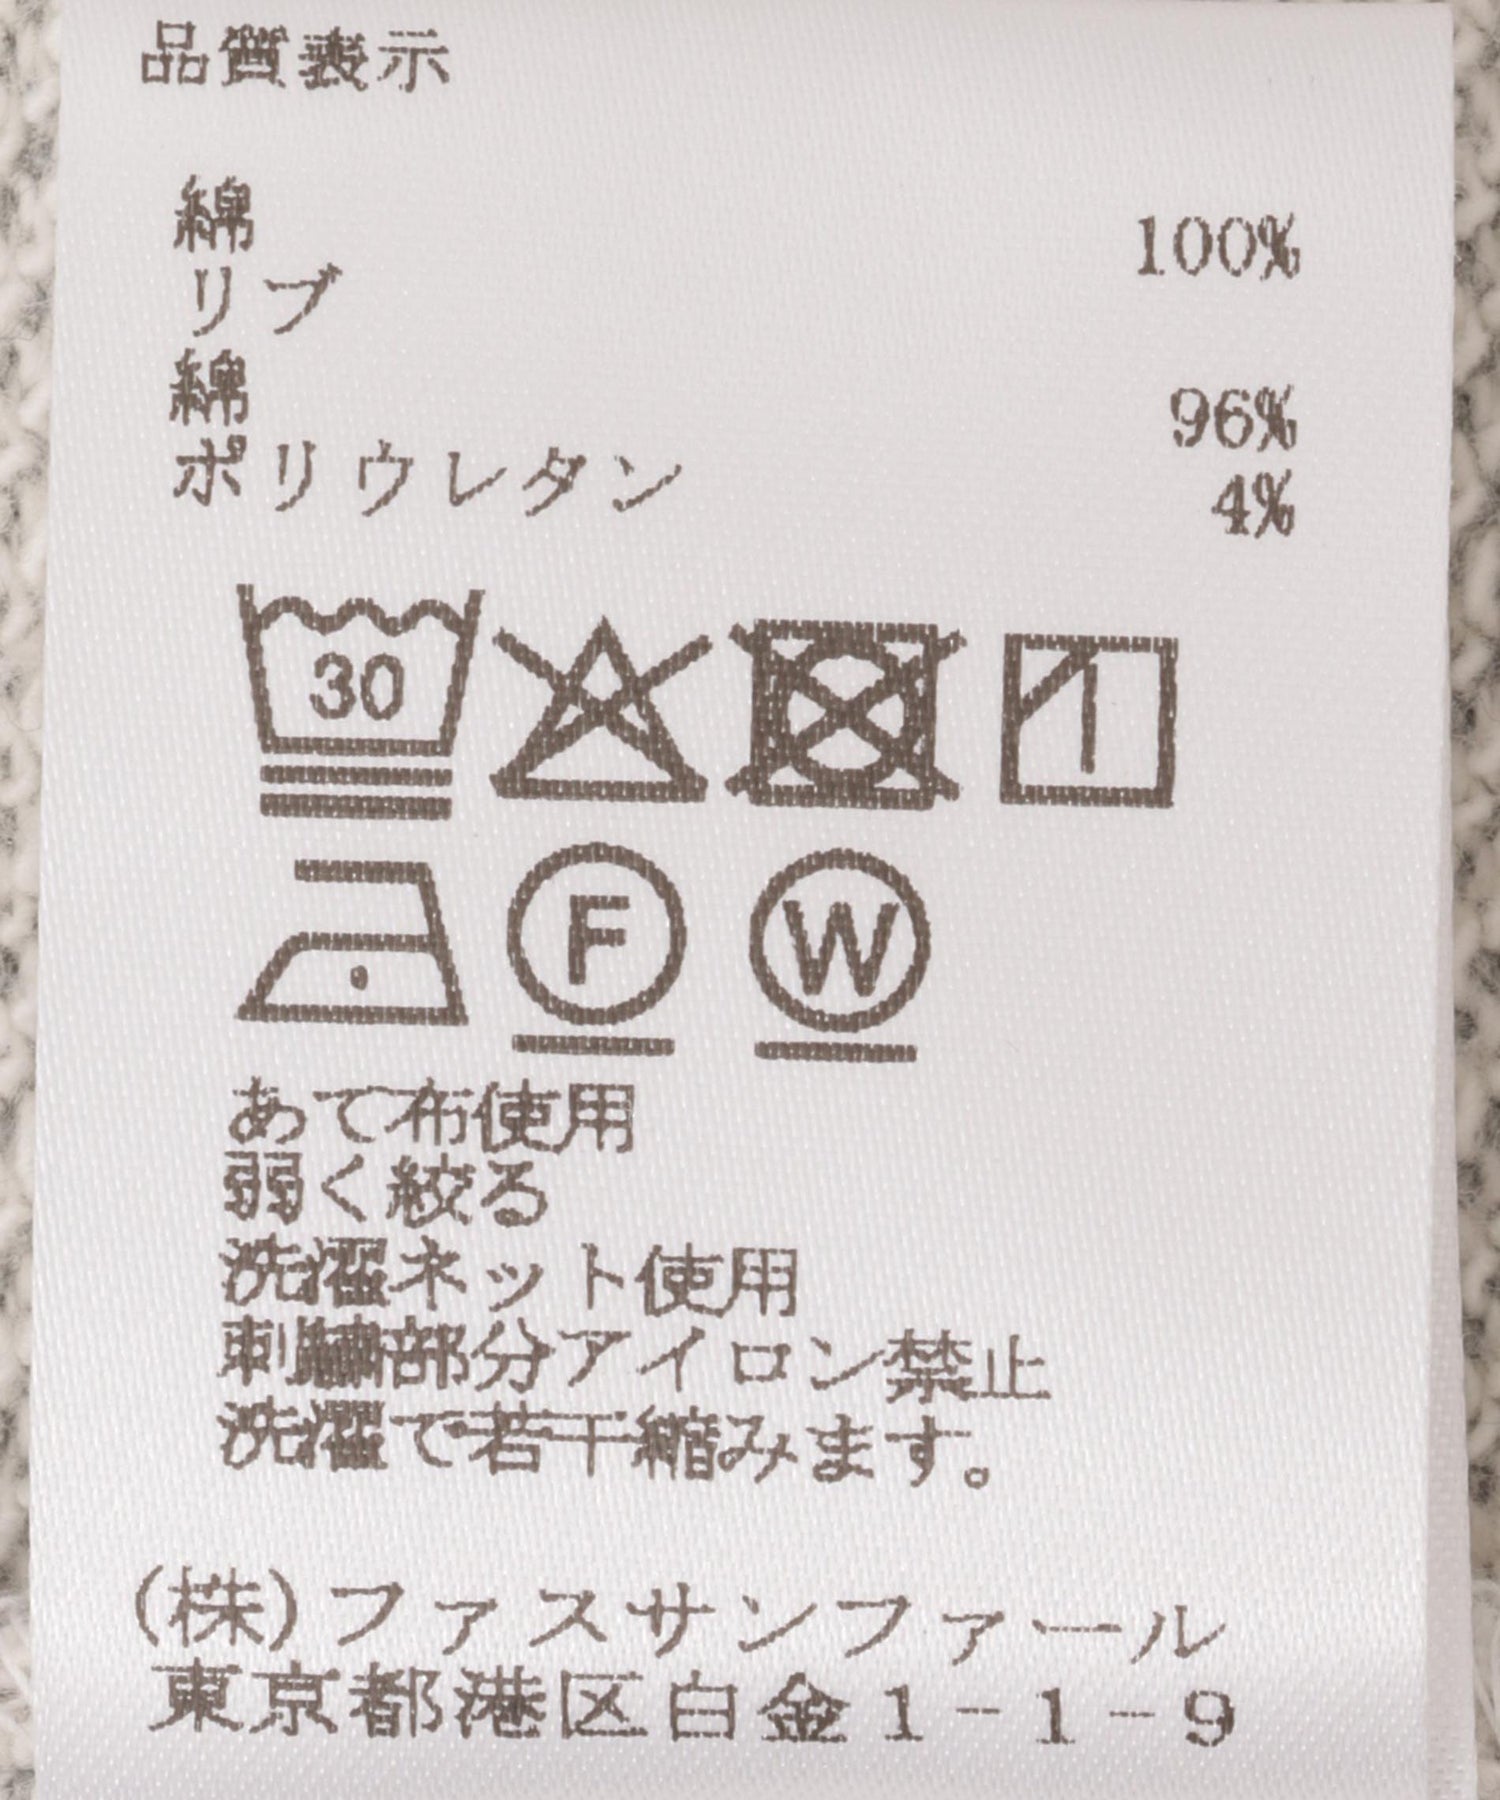 品質表示
綿 100%
リブ
綿 96%
ポリウレタン 4%
30
F W
あて布使用
弱く絞る
洗濯ネット使用
刺繍部分アイロン禁止
洗濯で若干縮みます。
(株)ファスサンファール
東京都港区白金1-1-9